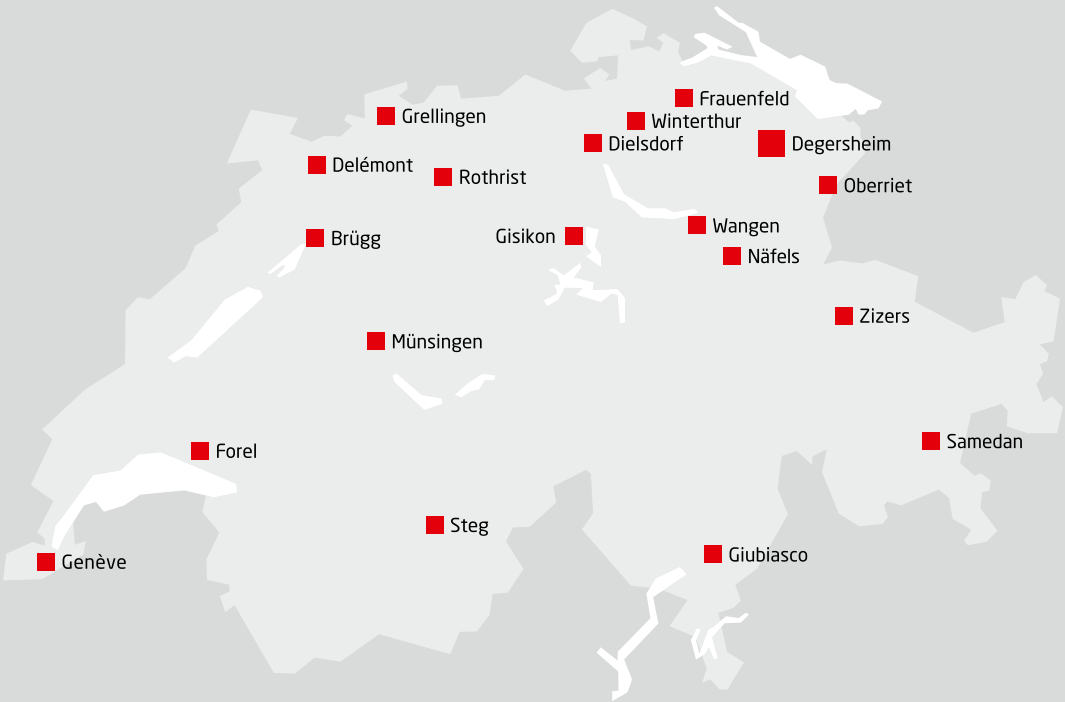 Frauenfeld
Grellingen
Winterthur
Dielsdorf
Degersheim
Delémont
Rothrist
Oberriet
Wangen
Brügg
Gisikon
Näfels
Zizers
Münsingen
Samedan
Forel
Steg
Giubiasco
Genève